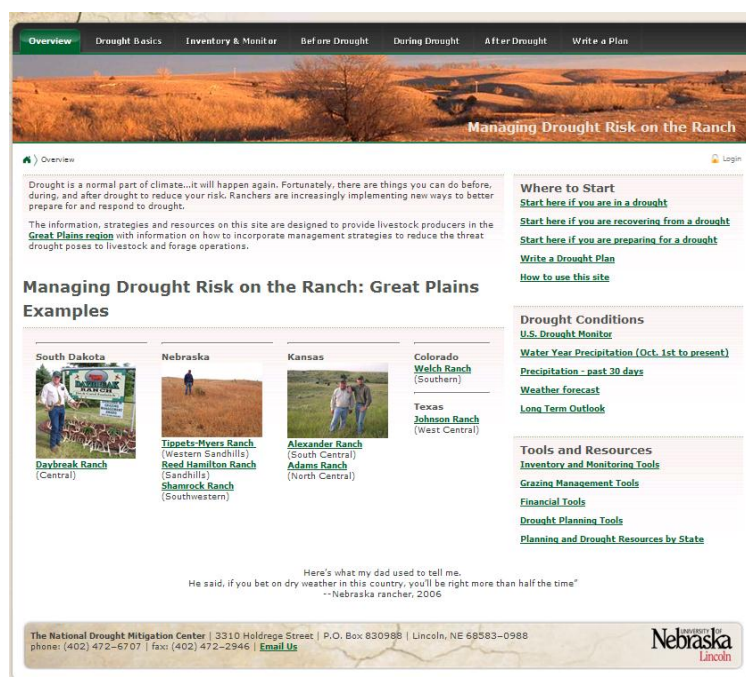 Overview Drought Basics Inventory & Monitor Before Drought During Drought After Drought Write a Plan
Managing Drought Risk on the Ranch
Overview
Login
Drought is a normal part of climate...it will happen again. Fortunately, there are things you can do before,
during, and after drought to reduce your risk. Ranchers are increasingly implementing new ways to better
prepare for and respond to drought.
The information, strategies and resources on this site are designed to provide livestock producers in the
Great Plains region with information on how to incorporate management strategies to reduce the threat
drought poses to livestock and forage operations.
Managing Drought Risk on the Ranch: Great Plains
Examples
South Dakota
DAYBREAK
RANCH
Daybreak Ranch
(Central)
Nebraska
Tippets-Myers Ranch
(Western Sandhills)
Reed Hamilton Ranch
(Sandhills)
Shamrock Ranch
(Southwestern)
Kansas
Alexander Ranch
(South Central)
Adams Ranch
(North Central)
Colorado
Welch Ranch
(Southern)
Texas
Johnson Ranch
(West Central)
Where to Start
Start here if you are in a drought
Start here if you are recovering from a drought
Start here if you are preparing for a drought
Write a Drought Plan
How to use this site
Drought Conditions
U.S. Drought Monitor
Water Year Precipitation (Oct. 1st to present)
Precipitation - past 30 days
Weather forecast
Long Term Outlook
Tools and Resources
Inventory and Monitoring Tools
Grazing Management Tools
Financial Tools
Drought Planning Tools
Planning and Drought Resources by State
Here's what my dad used to tell me.
He said, if you bet on dry weather in this country, you'll be right more than half the time"
--Nebraska rancher, 2006
The National Drought Mitigation Center | 3310 Holdrege Street | P.O. Box 830988 | Lincoln, NE 68583-0988
phone: (402) 472-6707 | fax: (402) 472-2946 | Email Us
UNIVERSITY OF
Nebraska
Lincoln